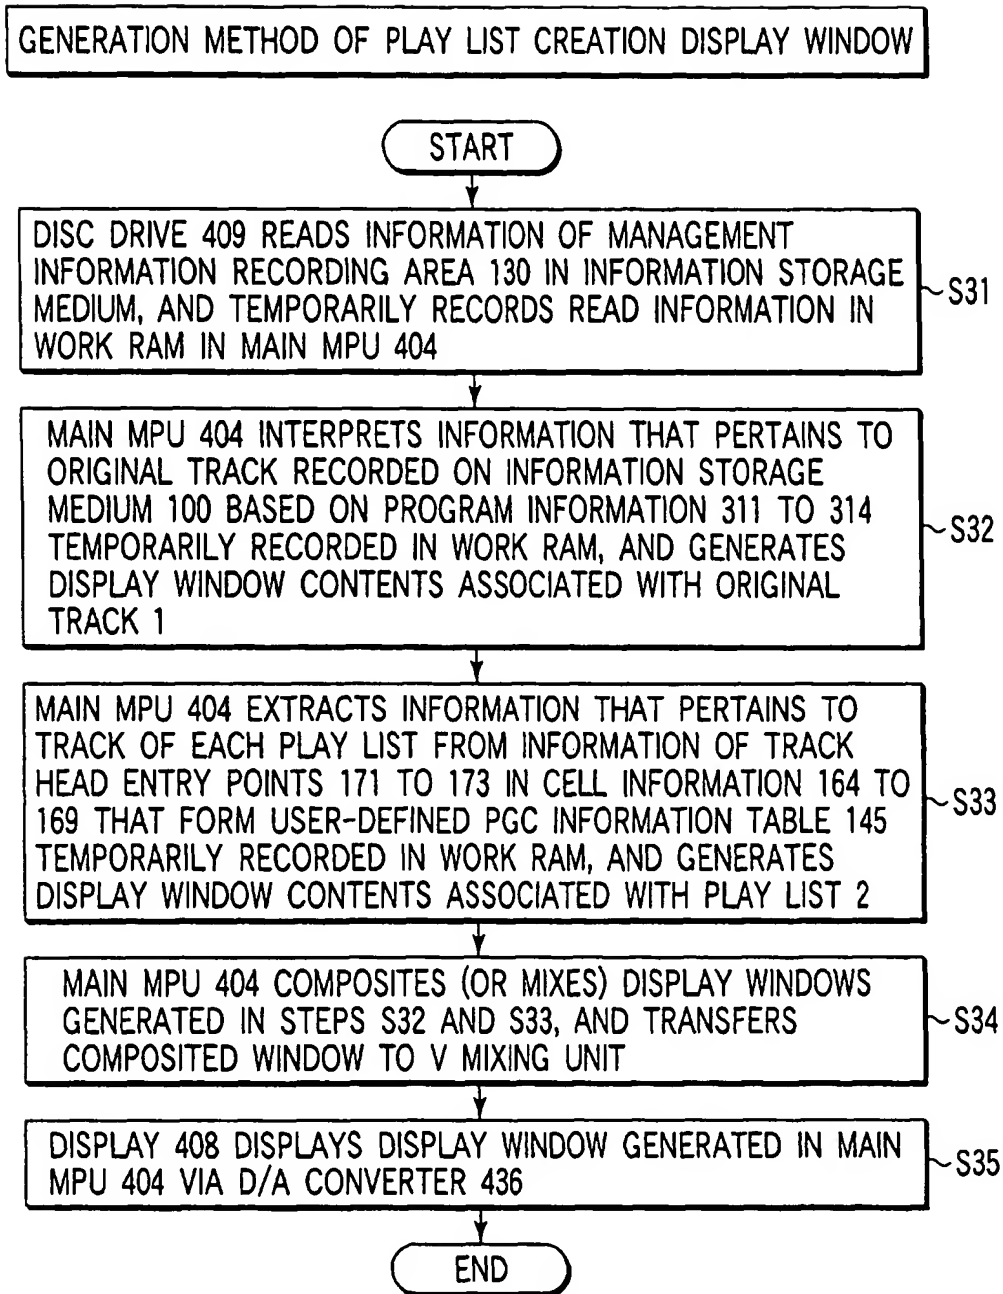 GENERATION METHOD OF PLAY LIST CREATION DISPLAY WINDOW
START
DISC DRIVE 409 READS INFORMATION OF MANAGEMENT
INFORMATION RECORDING AREA 130 IN INFORMATION STORAGE
MEDIUM, AND TEMPORARILY RECORDS READ INFORMATION IN
WORK RAM IN MAIN MPU 404
~S31
MAIN MPU 404 INTERPRETS INFORMATION THAT PERTAINS TO
ORIGINAL TRACK RECORDED ON INFORMATION STORAGE
MEDIUM 100 BASED ON PROGRAM INFORMATION 311 TO 314
TEMPORARILY RECORDED IN WORK RAM, AND GENERATES
DISPLAY WINDOW CONTENTS ASSOCIATED WITH ORIGINAL
TRACK 1
~S32
MAIN MPU 404 EXTRACTS INFORMATION THAT PERTAINS TO
TRACK OF EACH PLAY LIST FROM INFORMATION OF TRACK
HEAD ENTRY POINTS 171 TO 173 IN CELL INFORMATION 164 TO
169 THAT FORM USER-DEFINED PGC INFORMATION TABLE 145
TEMPORARILY RECORDED IN WORK RAM, AND GENERATES
DISPLAY WINDOW CONTENTS ASSOCIATED WITH PLAY LIST 2
~S33
MAIN MPU 404 COMPOSITES (OR MIXES) DISPLAY WINDOWS
GENERATED IN STEPS S32 AND S33, AND TRANSFERS
COMPOSITED WINDOW TO V MIXING UNIT
~S34
DISPLAY 408 DISPLAYS DISPLAY WINDOW GENERATED IN MAIN
MPU 404 VIA D/A CONVERTER 436
~S35
END